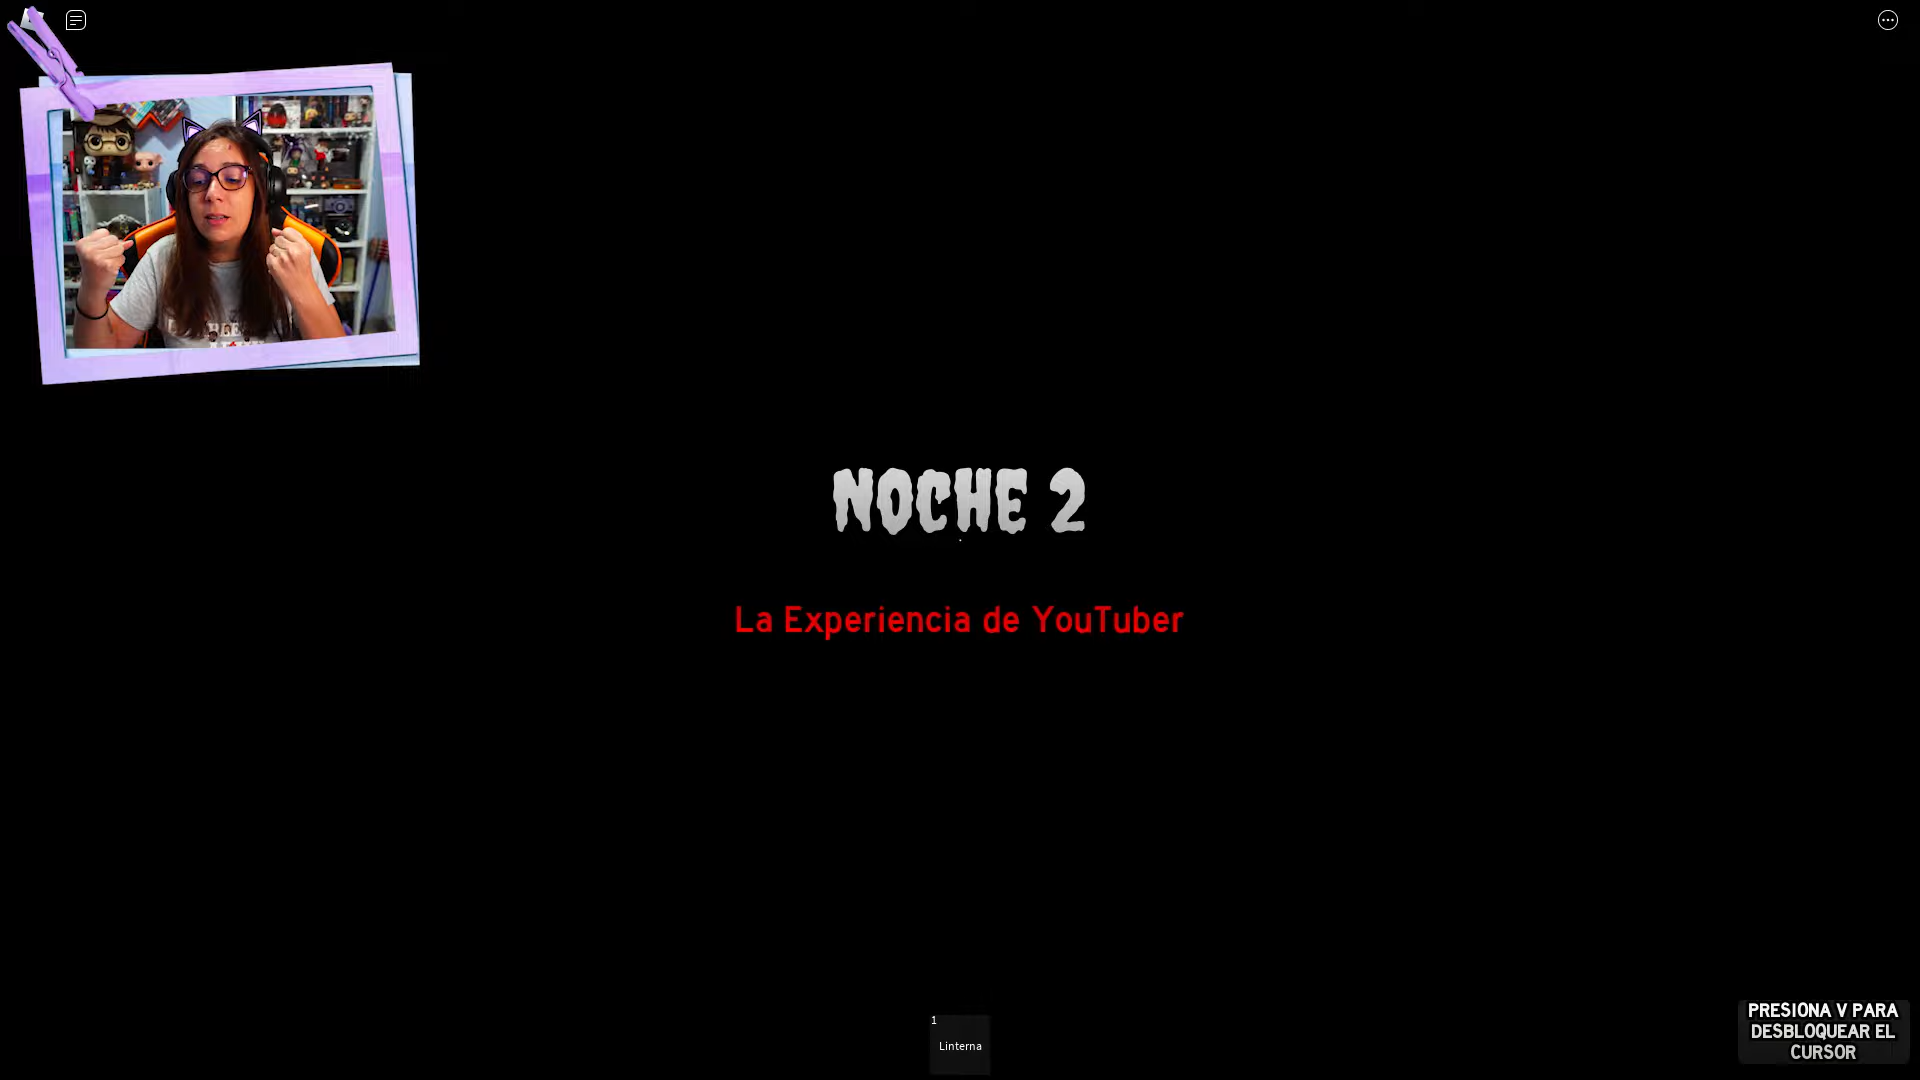 NOCHE 2
La Experiencia de YouTuber
1
Linterna
PRESIONA V PARA
DESBLOQUEAR EL
CURSOR